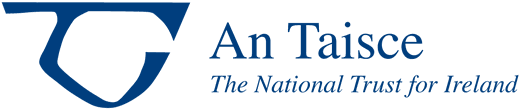 An Taisce
The National Trust for Ireland